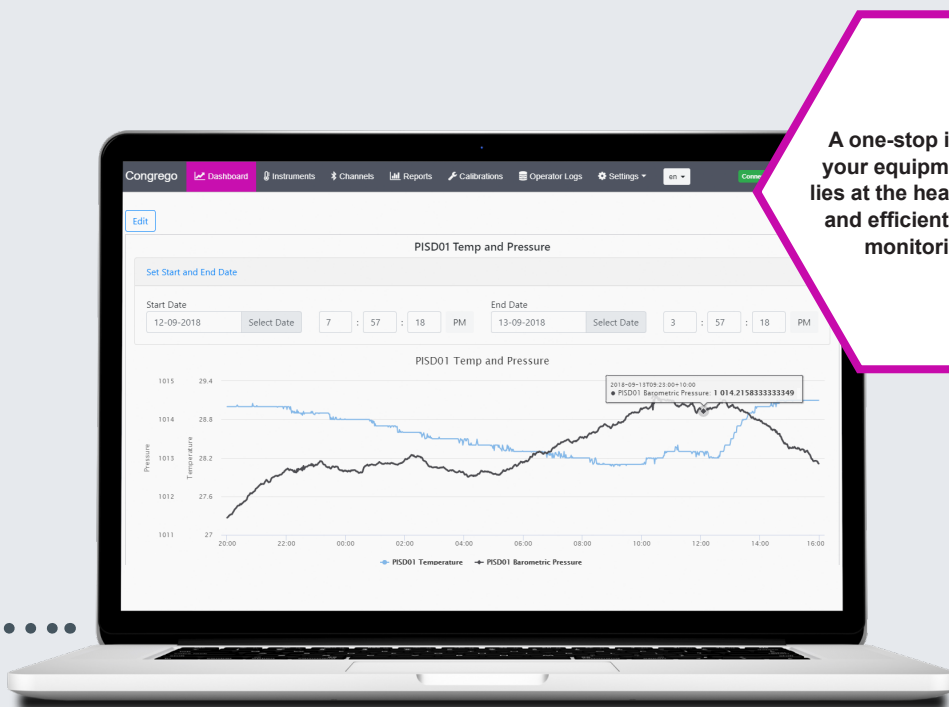 A one-stop
your
lies at the
and efficient
Congrego Dashboard Instruments Channels Reports Calibrations Operator Logs Settings en
Edit
PISD01 Temp and Pressure
Set Start and End Date
Start Date End Date
12-09-2018 Select Date 7 : 57 : 18 PM 13-09-2018 Select Date 3 : 57 : 18 PM
PISD01 Temp and Pressure
2018-09-13T09:23:00+10:00
PISD01 Barometric Pressure: 1 014.2158333333349
1015 29.4
1014 28.8
1013 28.2
1012 27.6
1011 27
Pressure
Temperature
20:00 22:00 00:00 02:00 04:00 06:00 08:00 10:00 12:00 14:00 16:00
PISD01 Temperature PISD01 Barometric Pressure